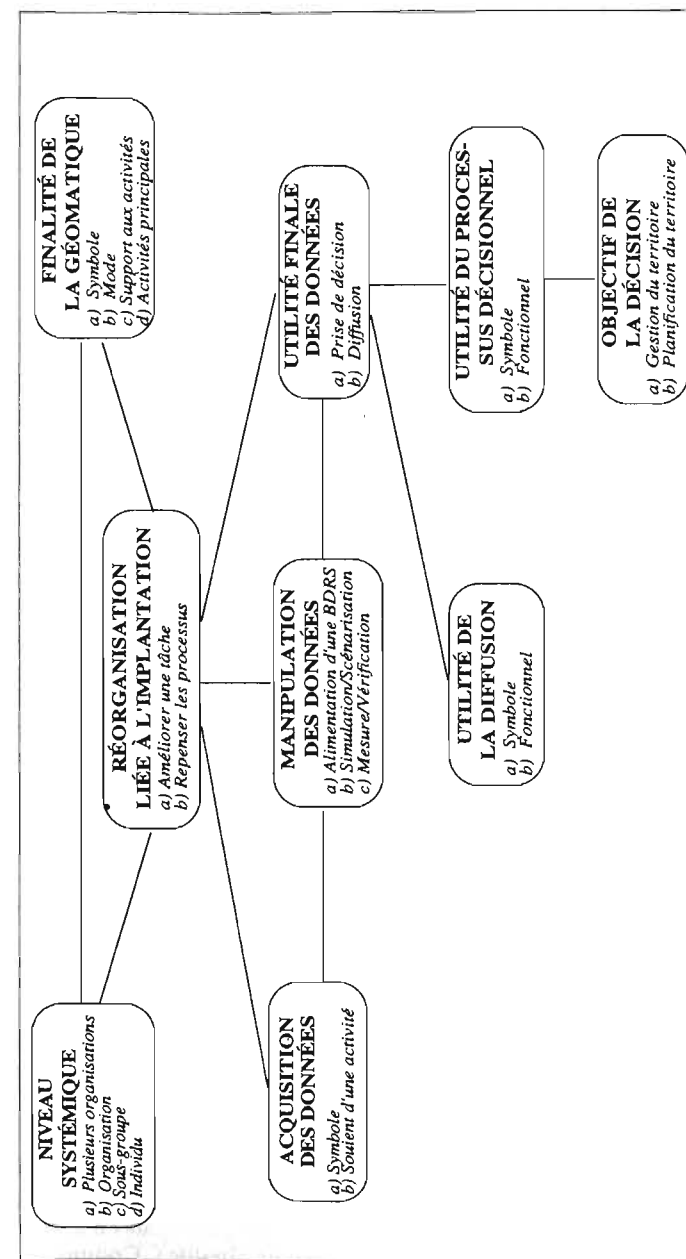 NIVEAU
SYSTÉMIQUE
a) Plusieurs organisations
b) Organisation
c) Sous-groupe
d) Individu
FINALITÉ DE
LA GÉOMATIQUE
a) Symbole
b) Mode
c) Support aux activités
d) Activités principales
RÉORGANISATION
LIÉE À L'IMPLANTATION
a) Améliorer une tâche
b) Repenser les processus
ACQUISITION
DES DONNÉES
a) Symbole
b) Soutient d'une activité
MANIPULATION
DES DONNÉES
a) Alimentation d'une BDRS
b) Simulation/Scénarisation
c) Mesure/Vérification
UTILITÉ FINALE
DES DONNÉES
a) Prise de décision
b) Diffusion
UTILITÉ DE
LA DIFFUSION
a) Symbole
b) Fonctionnel
UTILITÉ DU PROCES-
SUS DÉCISIONNEL
a) Symbole
b) Fonctionnel
OBJECTIF DE
LA DÉCISION
a) Gestion du territoire
b) Planification du territoire